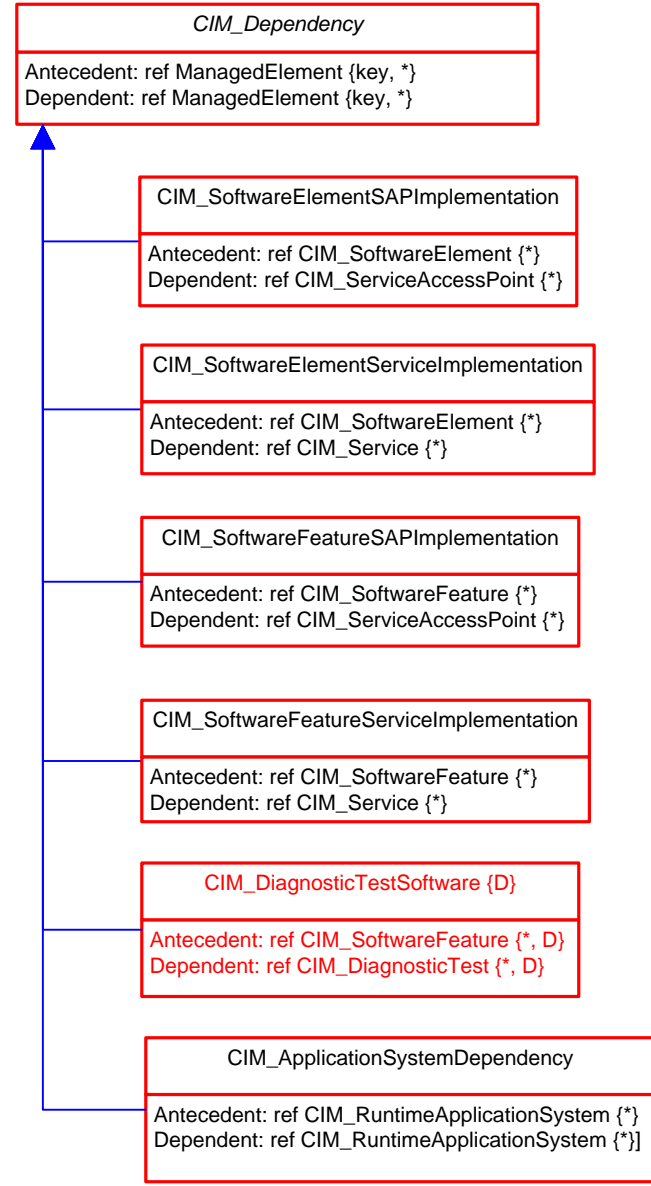 CIM_Dependency
Antecedent: ref ManagedElement {key, *}
Dependent: ref ManagedElement {key, *}
CIM_SoftwareElementSAPImplementation
Antecedent: ref CIM_SoftwareElement {*}
Dependent: ref CIM_ServiceAccessPoint {*}
CIM_SoftwareElementServiceImplementation
Antecedent: ref CIM_SoftwareElement {*}
Dependent: ref CIM_Service {*}
CIM_SoftwareFeatureSAPImplementation
Antecedent: ref CIM_SoftwareFeature {*}
Dependent: ref CIM_ServiceAccessPoint {*}
CIM_SoftwareFeatureServiceImplementation
Antecedent: ref CIM_SoftwareFeature {*}
Dependent: ref CIM_Service {*}
CIM_DiagnosticTestSoftware {D}
Antecedent: ref CIM_SoftwareFeature {*, D}
Dependent: ref CIM_DiagnosticTest {*, D}
CIM_ApplicationSystemDependency
Antecedent: ref CIM_RuntimeApplicationSystem {*}
Dependent: ref CIM_RuntimeApplicationSystem {*}]